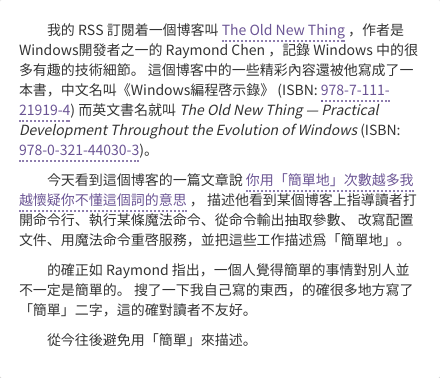 我的 RSS 訂閱着一個博客叫 The Old New Thing ，作者是
Windows開發者之一的 Raymond Chen ，記錄 Windows 中的很
多有趣的技術細節。 這個博客中的一些精彩內容還被他寫成了一
本書，中文名叫《Windows編程啓示錄》 (ISBN: 978-7-111-
21919-4) 而英文書名就叫 The Old New Thing — Practical
Development Throughout the Evolution of Windows (ISBN:
978-0-321-44030-3)。
今天看到這個博客的一篇文章說 你用「簡單地」次數越多我
越懷疑你不懂這個詞的意思 ， 描述他看到某個博客上指導讀者打
開命令行、執行某條魔法命令、從命令輸出抽取參數、 改寫配置
文件、用魔法命令重啓服務，並把這些工作描述爲「簡單地」。
的確正如 Raymond 指出，一個人覺得簡單的事情對別人並
不一定是簡單的。 搜了一下我自己寫的東西，的確很多地方寫了
「簡單」二字，這的確對讀者不友好。
從今往後避免用「簡單」來描述。